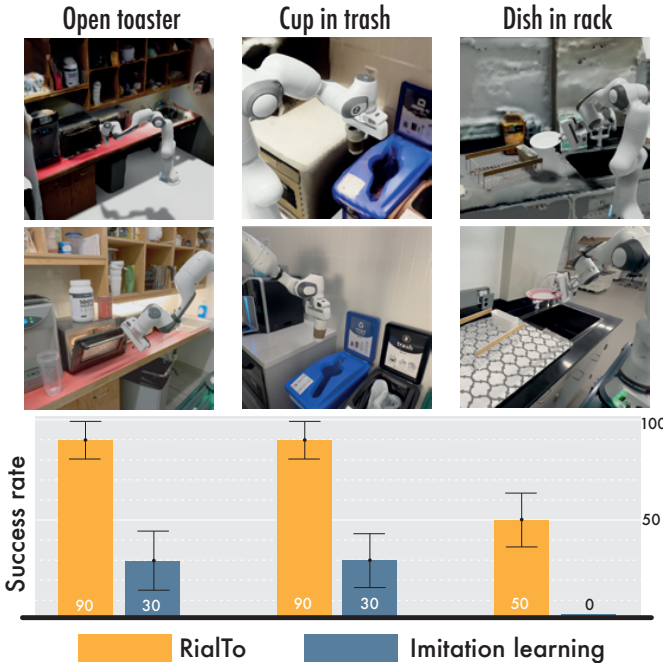 Open toaster
Cup in trash
Dish in rack
trash
100
50
Success rate
90
30
90
30
50
0
RialTo
Imitation learning